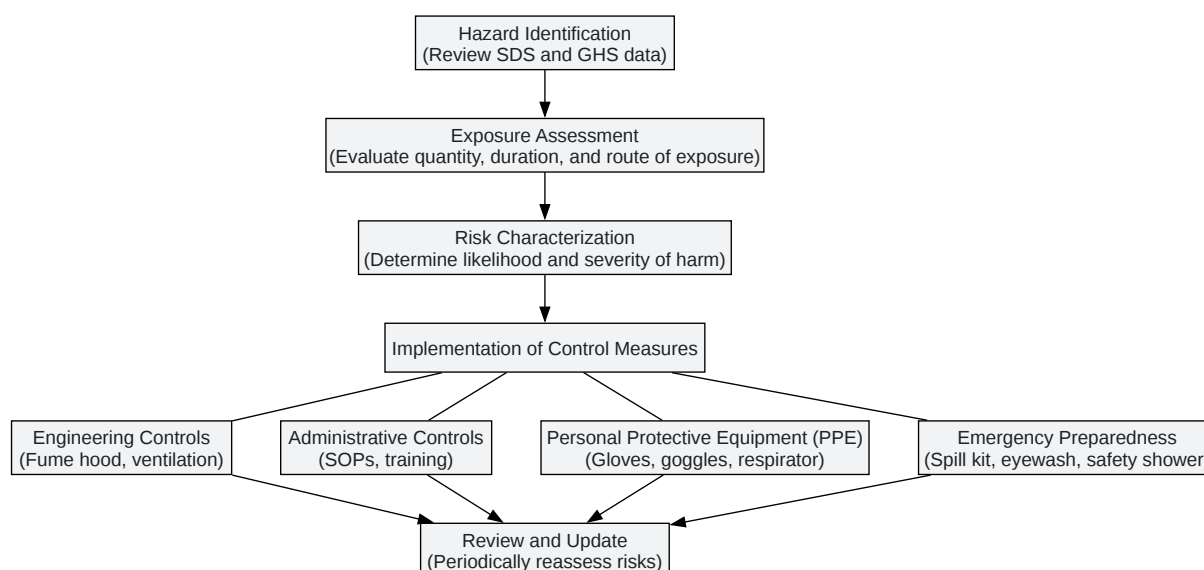 Hazard Identification
(Review SDS and GHS data)
Exposure Assessment
(Evaluate quantity, duration, and route of exposure)
Risk Characterization
(Determine likelihood and severity of harm)
Implementation of Control Measures
Engineering Controls
(Fume hood, ventilation)
Administrative Controls
(SOPs, training)
Personal Protective Equipment (PPE)
(Gloves, goggles, respirator)
Emergency Preparedness
(Spill kit, eyewash, safety shower
Review and Update
(Periodically reassess risks)